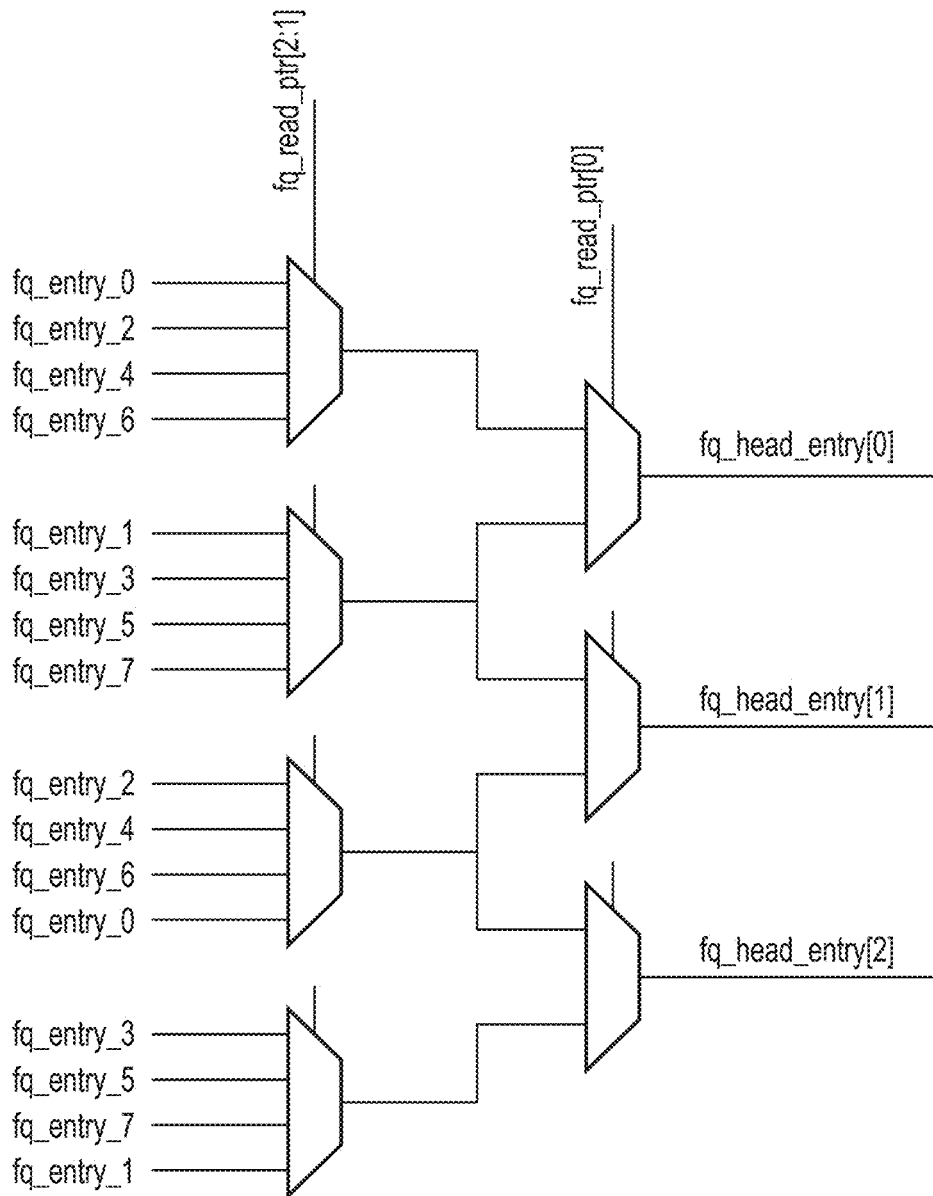 fq_read_ptr[2:1]
fq_read_ptr[0]
fq_entry_0
fq_entry_2
fq_entry_4
fq_entry_6
fq_head_entry[0]
fq_entry_1
fq_entry_3
fq_entry_5
fq_entry_7
fq_head_entry[1]
fq_entry_2
fq_entry_4
fq_entry_6
fq_entry_0
fq_head_entry[2]
fq_entry_3
fq_entry_5
fq_entry_7
fq_entry_1